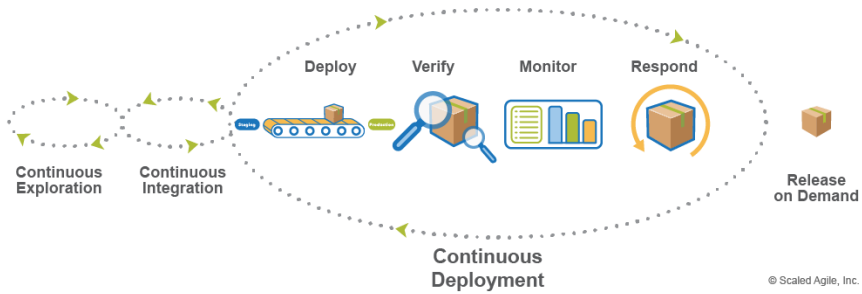 Deploy
Verify
Monitor
Respond
Staging
Production
Continuous
Exploration
Continuous
Integration
Release
on Demand
Continuous
Deployment
© Scaled Agile, Inc.